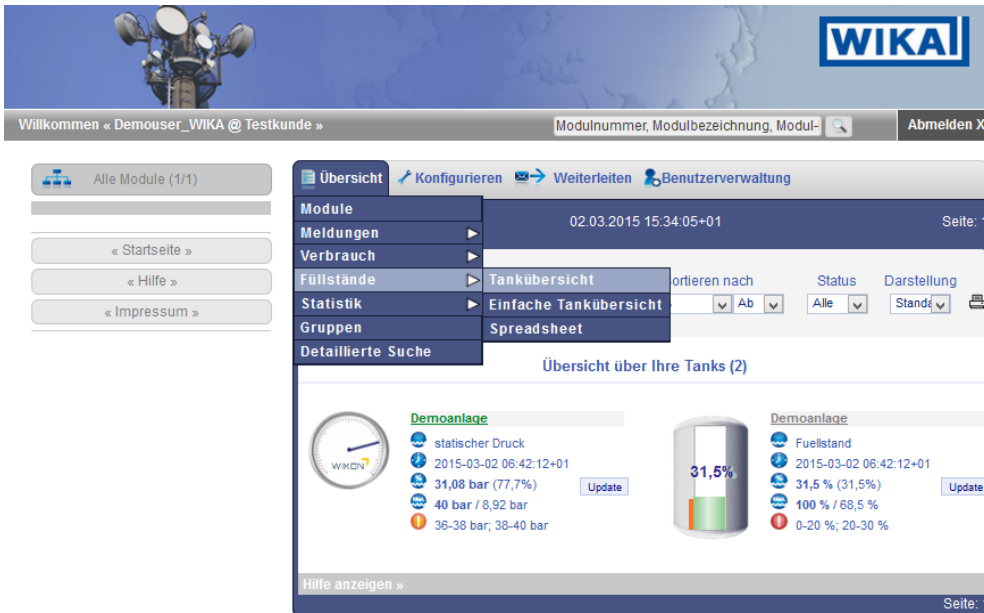 WIKA
Willkommen « Demouser_WIKA @ Testkunde »
Modulnummer, Modulbezeichnung, Modul-
Abmelden X
Alle Module (1/1)
« Startseite »
« Hilfe »
« Impressum »
Übersicht Konfigurieren Weiterleiten Benutzerverwaltung
Module
Meldungen
Verbrauch
Füllstände
Statistik
Gruppen
Detaillierte Suche
Tankübersicht
Einfache Tankübersicht
Spreadsheet
02.03.2015 15:34:05+01
Seite:
ortieren nach Status Darstellung
Ab Alle Standa
Übersicht über Ihre Tanks (2)
WIKON
Demoanlage
statischer Druck
2015-03-02 06:42:12+01
31,08 bar (77,7%)
Update
40 bar / 8,92 bar
36-38 bar; 38-40 bar
31,5%
Demoanlage
Fuellstand
2015-03-02 06:42:12+01
31,5 % (31,5%)
Update
100 % / 68,5 %
0-20 %; 20-30 %
Hilfe anzeigen »
Seite: